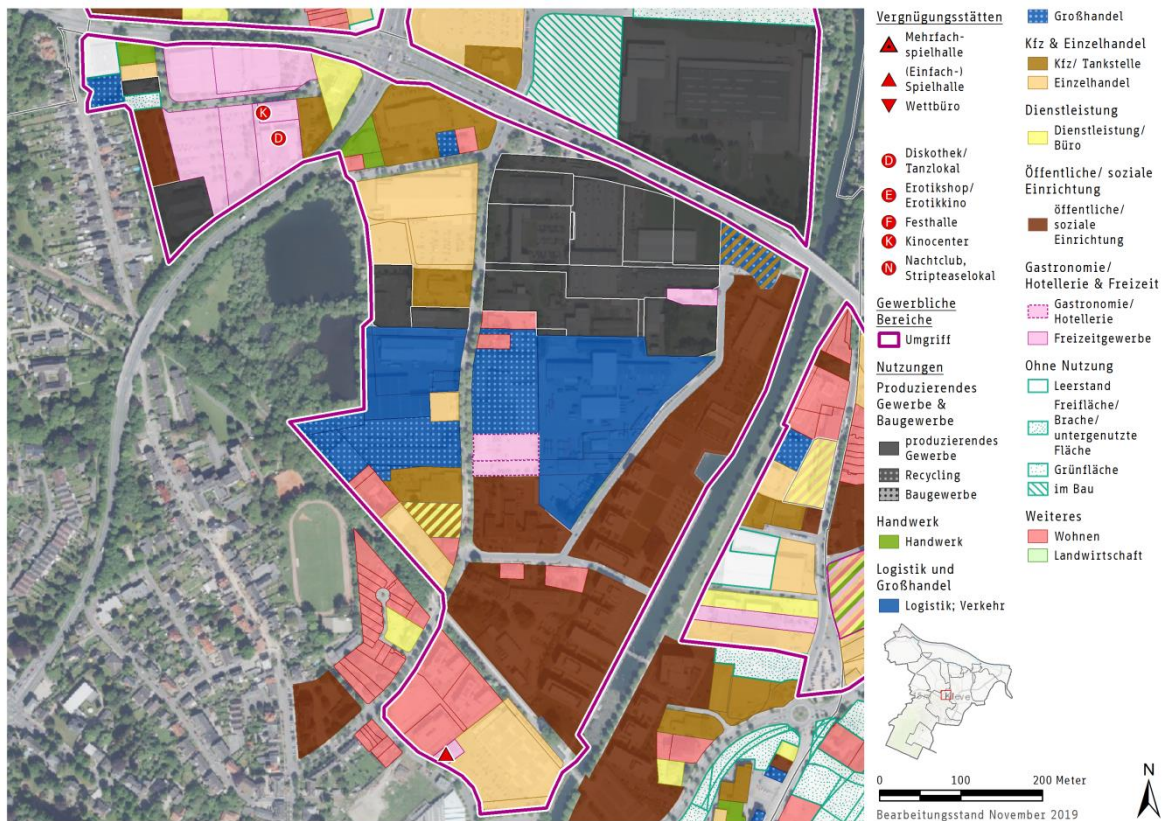 Vergnügungsstätten
Mehrfach-
spielhalle
(Einfach-)
Spielhalle
Wettbüro
D
Diskothek/
Tanzlokal
E
Erotikshop/
Erotikkino
F
Festhalle
K
Kinocenter
N
Nachtclub,
Stripteaselokal
Gewerbliche
Bereiche
Umgriff
Nutzungen
Produzierendes
Gewerbe &
Baugewerbe
produzierendes
Gewerbe
Recycling
Baugewerbe
Handwerk
Handwerk
Logistik und
Großhandel
Logistik; Verkehr
Großhandel
Kfz & Einzelhandel
Kfz/ Tankstelle
Einzelhandel
Dienstleistung
Dienstleistung/
Büro
Öffentliche/ soziale
Einrichtung
öffentliche/
soziale
Einrichtung
Gastronomie/
Hotellerie & Freizeit
Gastronomie/
Hotellerie
Freizeitgewerbe
Ohne Nutzung
Leerstand
Freifläche/
Brache/
untergenutzte
Fläche
Grünfläche
im Bau
Weiteres
Wohnen
Landwirtschaft
K
D
0 100 200 Meter
N
Bearbeitungsstand November 2019